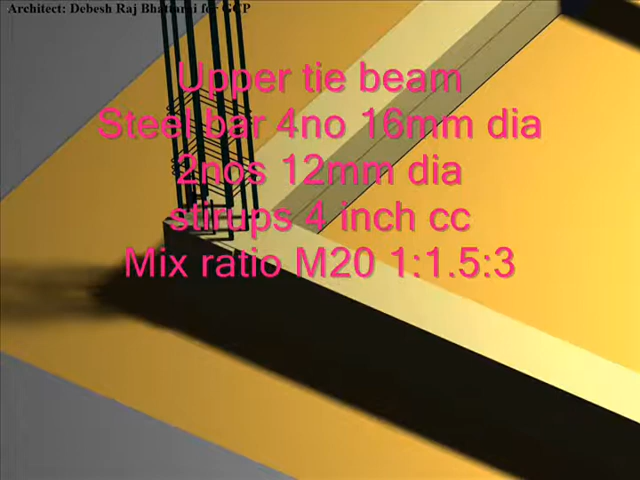 Architect: Debesh Raj Bhattarai for GCP
Upper tie beam
Steel bar 4no 16mm dia
2nos 12mm dia
stirups 4 inch cc
Mix ratio M20 1:1.5:3